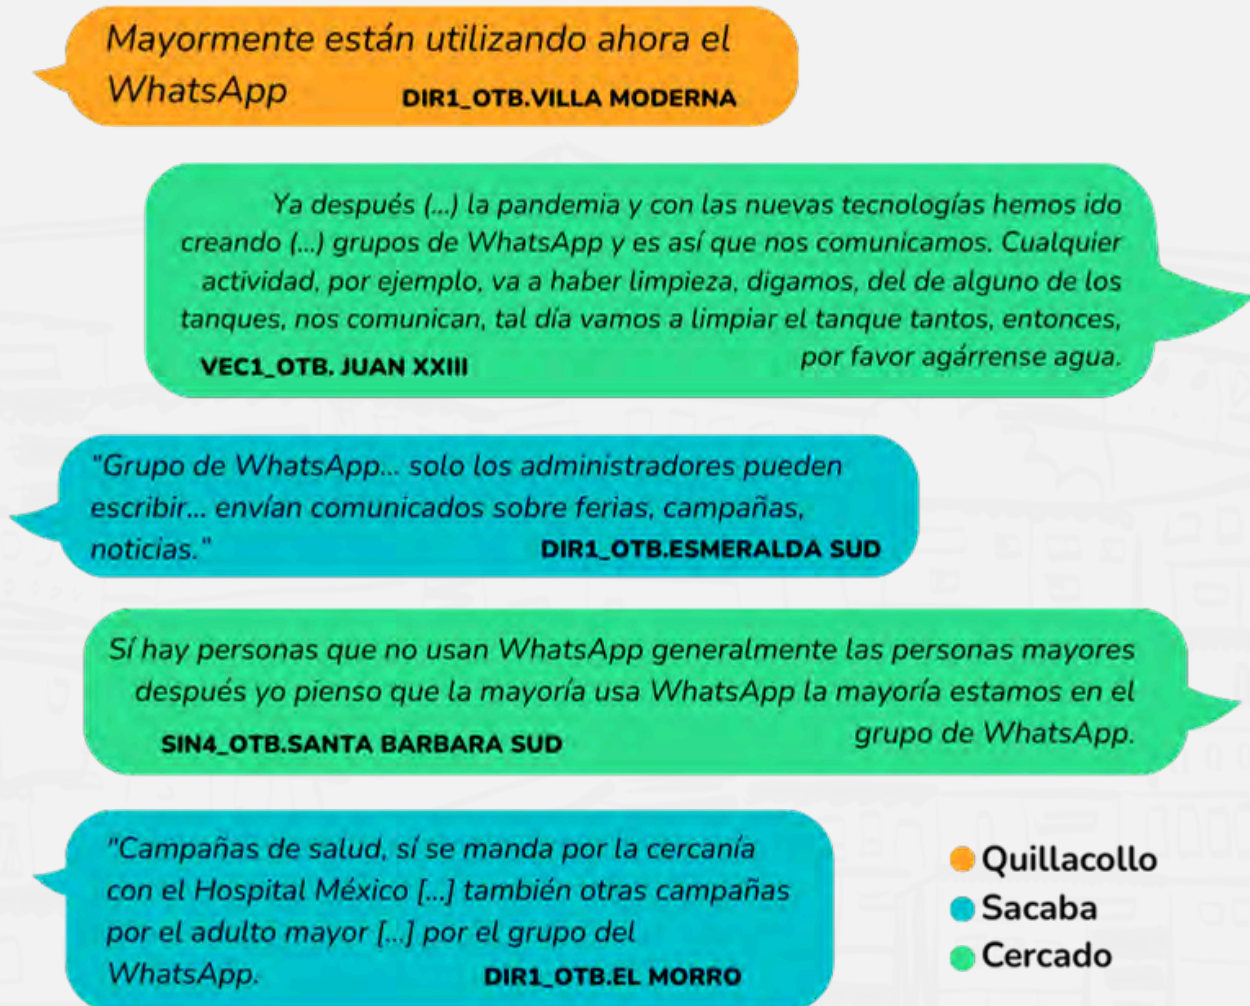 Mayormente están utilizando ahora el
WhatsApp
DIR1_OTB.VILLA MODERNA
Ya después (...) la pandemia y con las nuevas tecnologías hemos ido
creando (...) grupos de WhatsApp y es así que nos comunicamos. Cualquier
actividad, por ejemplo, va a haber limpieza, digamos, del de alguno de los
tanques, nos comunican, tal día vamos a limpiar el tanque tantos, entonces,
por favor agárrense agua.
VEC1_OTB. JUAN XXIII
"Grupo de WhatsApp... solo los administradores pueden
escribir... envían comunicados sobre ferias, campañas,
noticias."
DIR1_OTB.ESMERALDA SUD
Sí hay personas que no usan WhatsApp generalmente las personas mayores
después yo pienso que la mayoría usa WhatsApp la mayoría estamos en el
grupo de WhatsApp.
SIN4_OTB.SANTA BARBARA SUD
"Campañas de salud, sí se manda por la cercanía
con el Hospital México [...] también otras campañas
por el adulto mayor [...] por el grupo del
WhatsApp.
DIR1_OTB.EL MORRO
Quillacollo
Sacaba
Cercado